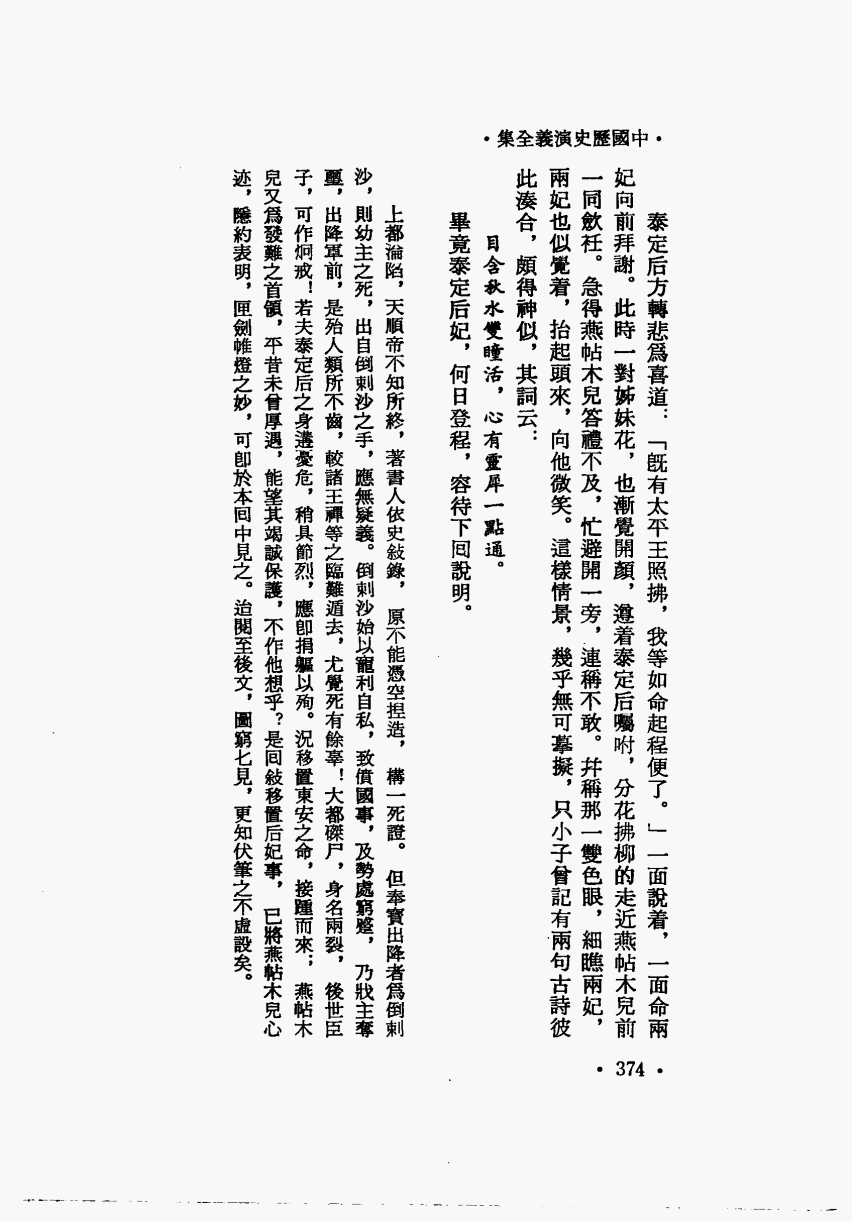 ・中國歷史演義全集・
泰定后方轉悲爲喜道：「旣有太平王照拂，我等如命起程便了。」一面說着，一面命兩
妃向前拜謝。此時一對姊妹花，也漸覺開顏，遵着泰定后囑咐，分花拂柳的走近燕帖木兒前
一同斂衽。急得燕帖木兒答禮不及，忙避開一旁，連稱不敢。幷稱那一雙色眼，細瞧兩妃，
兩妃也似覺着，抬起頭來，向他微笑。這樣情景，幾乎無可摹擬，只小子曾記有兩句古詩彼
此湊合，頗得神似，其詞云：
目含秋水雙瞳活，心有靈犀一點通。
畢竟泰定后妃，何日登程，容待下回說明。
上都淪陷，天順帝不知所終，著書人依史敍錄，原不能憑空揑造，構一死證。但奉寶出降者爲倒剌
沙，則幼主之死，出自倒剌沙之手，應無疑義。倒剌沙始以寵利自私，致僨國事，及勢處窮蹙，乃戕主奪
璽，出降軍前，是殆人類所不齒，較諸王禪等之臨難遁去，尤覺死有餘辜！大都磔尸，身名兩裂，後世臣
子，可作炯戒！若夫泰定后之身遘憂危，稍具節烈，應卽捐軀以殉。況移置東安之命，接踵而來；燕帖木
兒又爲發難之首領，平昔未曾厚遇，能望其竭誠保護，不作他想乎？是回敍移置后妃事，已將燕帖木兒心
迹，隱約表明，匣劍帷燈之妙，可卽於本回中見之。迨閱至後文，圖窮匕見，更知伏筆之不虛設矣。
・374・